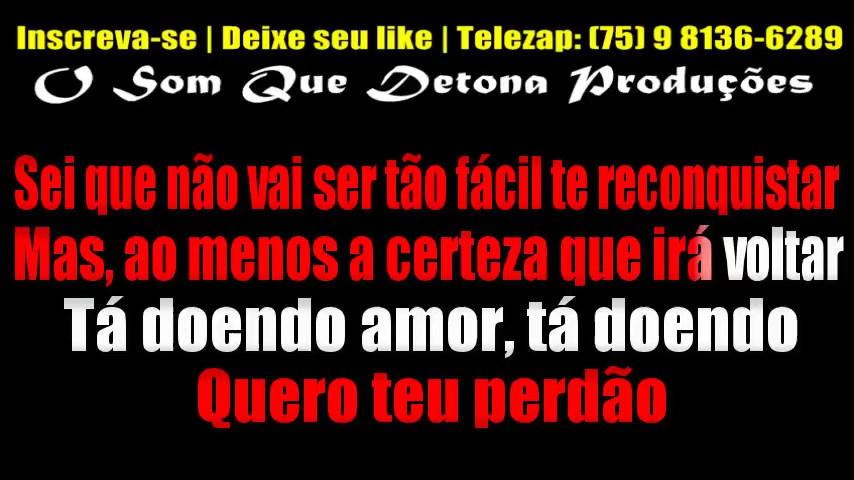 Inscreva-se | Deixe seu like | Telezap: (75) 9 8136-6289
O Som Que Detona Produções
Sei que não vai ser tão fácil te reconquistar
Mas, ao menos a certeza que irá voltar
Tá doendo amor, tá doendo
Quero teu perdão